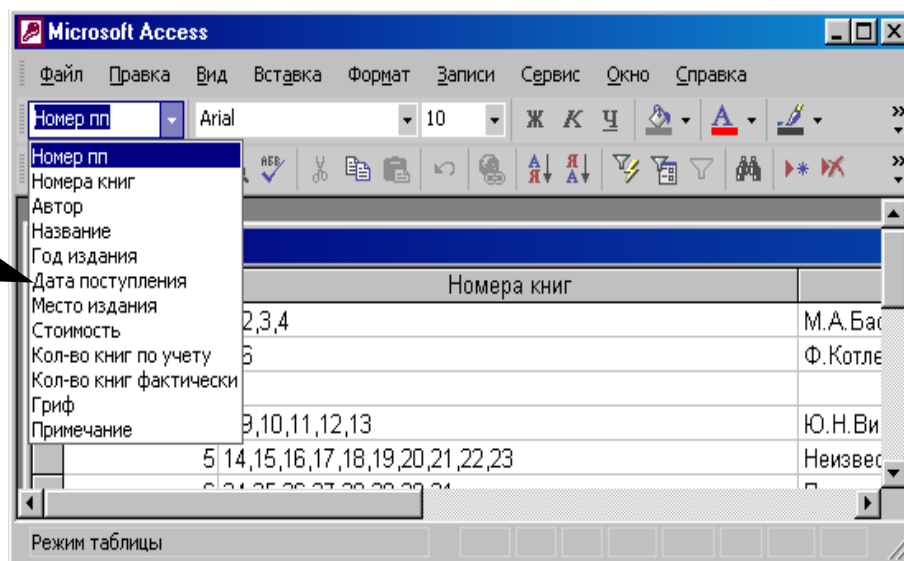 Microsoft Access
Файл Правка Вид Вставка Формат Записи Сервис Окно Справка
Номер пп Arial 10 Ж К Ч
Номер пп
Номера книг
Автор
Название
Год издания
Дата поступления
Место издания
Стоимость
Кол-во книг по учету
Кол-во книг фактически
Гриф
Примечание
Номера книг
2,3,4 М.А.Бас
6 Ф.Котле
9,10,11,12,13 Ю.Н.Ви
5 14,15,16,17,18,19,20,21,22,23 Неизвес
Режим таблицы